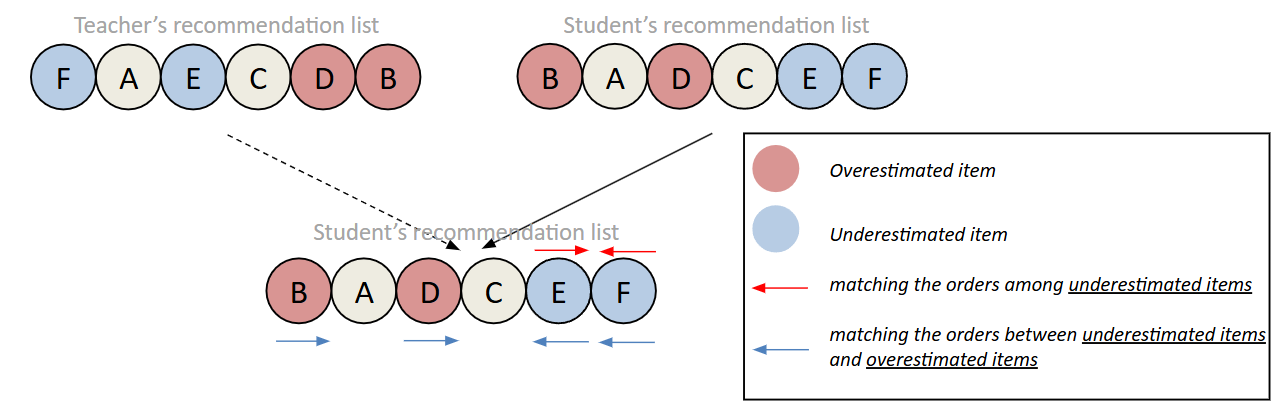 Teacher's recommendation list
F A E C D B
Student's recommendation list
B A D C E F
Student's recommendation list
B A D C E F
Overestimated item
Underestimated item
matching the orders among underestimated items
matching the orders between underestimated items
and overestimated items